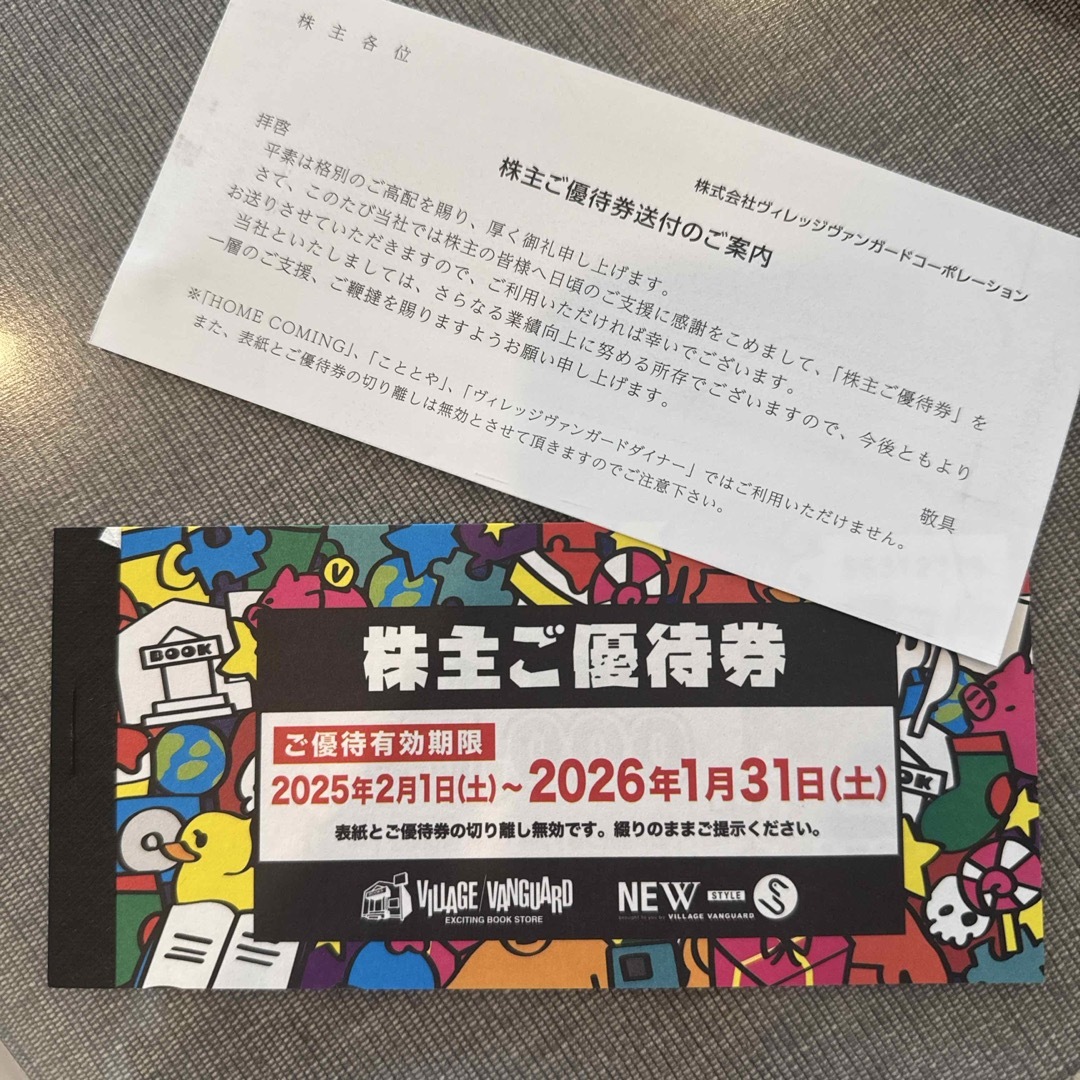 株主各位
株式会社ヴィレッジヴァンガードコーポレーション
株主ご優待券送付のご案内
拝啓
平素は格別のご高配を賜り、厚く御礼申し上げます。
さて、このたび当社では株主の皆様へ日頃のご支援に感謝をこめまして、「株主ご優待券」を
お送りさせていただきますので、ご利用いただければ幸いでございます。
当社といたしましては、さらなる業績向上に努める所存でございますので、今後ともより
一層のご支援、ご鞭撻を賜りますようお願い申し上げます。
敬具
※「HOME COMING」、「こととや」、「ヴィレッジヴァンガードダイナー」ではご利用いただけません。
また、表紙とご優待券の切り離しは無効とさせて頂きますのでご注意下さい。
V
BOOK
株主ご優待券
ご優待有効期限
2025年2月1日(土)~2026年1月31日(土)
表紙とご優待券の切り離し無効です。綴りのままご提示ください。
BOOK
VILLAGE/VANGUARD
EXCITING BOOK STORE
NEW STYLE
brought to you by VILLAGE VANGUARD